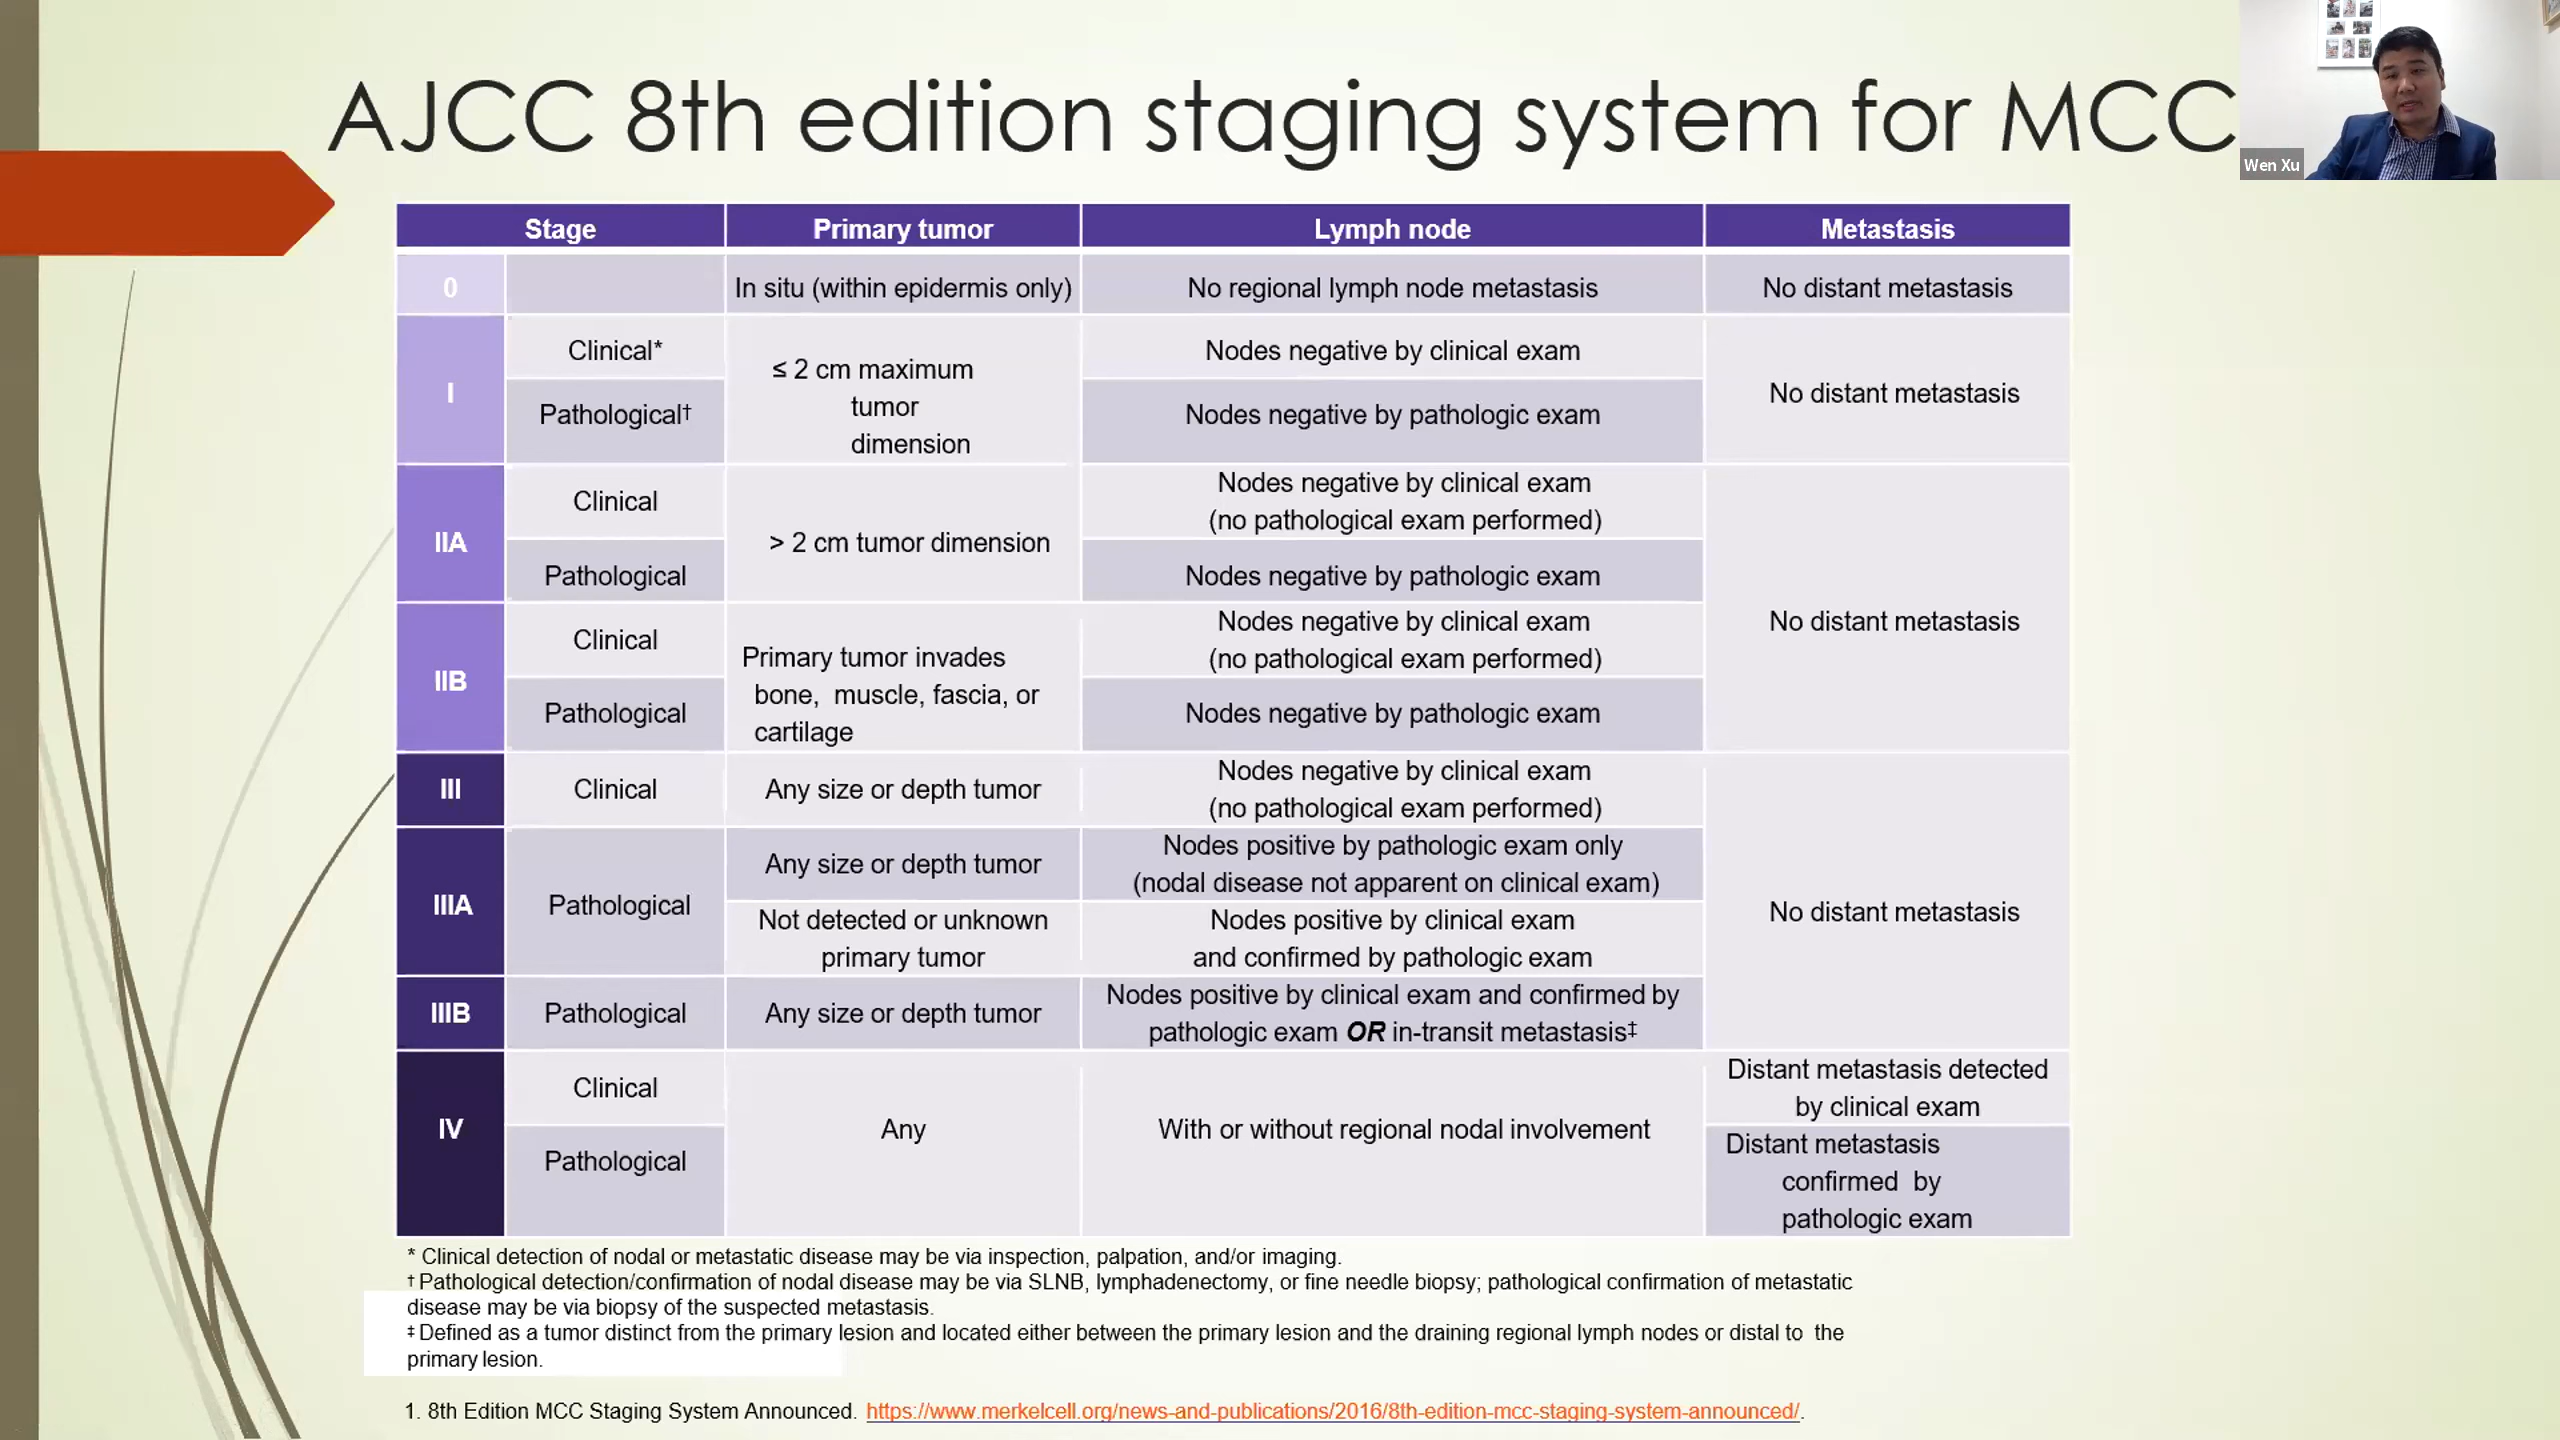 AJCC 8th edition staging system for MCC
Wen Xu
Stage Primary tumor Lymph node Metastasis
0 In situ (within epidermis only) No regional lymph node metastasis No distant metastasis
I
Clinical*
Pathological†
≤ 2 cm maximum
tumor
dimension
Nodes negative by clinical exam
Nodes negative by pathologic exam
No distant metastasis
IIA
Clinical
Pathological
> 2 cm tumor dimension
Nodes negative by clinical exam
(no pathological exam performed)
Nodes negative by pathologic exam
IIB
Clinical
Pathological
Primary tumor invades
bone, muscle, fascia, or
cartilage
Nodes negative by clinical exam
(no pathological exam performed)
Nodes negative by pathologic exam
No distant metastasis
III
Clinical
Any size or depth tumor
Nodes negative by clinical exam
(no pathological exam performed)
IIIA
Pathological
Any size or depth tumor
Nodes positive by pathologic exam only
(nodal disease not apparent on clinical exam)
Not detected or unknown
primary tumor
Nodes positive by clinical exam
and confirmed by pathologic exam
IIIB
Pathological
Any size or depth tumor
Nodes positive by clinical exam and confirmed by
pathologic exam OR in-transit metastasis‡
No distant metastasis
IV
Clinical
Pathological
Any
With or without regional nodal involvement
Distant metastasis detected
by clinical exam
Distant metastasis
confirmed by
pathologic exam
* Clinical detection of nodal or metastatic disease may be via inspection, palpation, and/or imaging.
† Pathological detection/confirmation of nodal disease may be via SLNB, lymphadenectomy, or fine needle biopsy; pathological confirmation of metastatic
disease may be via biopsy of the suspected metastasis.
‡ Defined as a tumor distinct from the primary lesion and located either between the primary lesion and the draining regional lymph nodes or distal to the
primary lesion.
1. 8th Edition MCC Staging System Announced. https://www.merkelcell.org/news-and-publications/2016/8th-edition-mcc-staging-system-announced/.